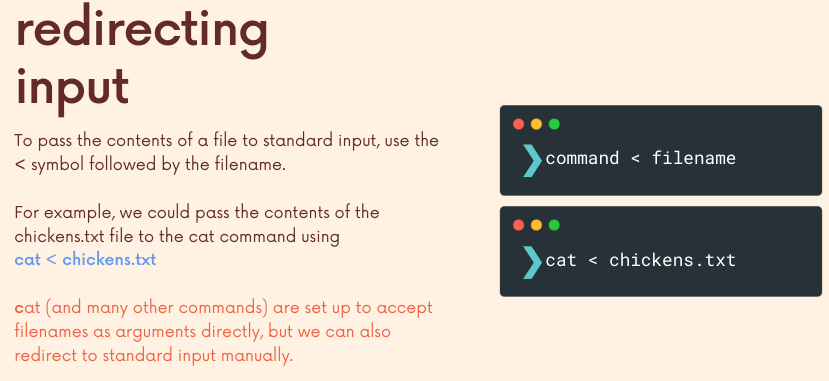 redirecting
input
To pass the contents of a file to standard input, use the
< symbol followed by the filename.
For example, we could pass the contents of the
chickens.txt file to the cat command using
cat < chickens.txt
cat (and many other commands) are set up to accept
filenames as arguments directly, but we can also
redirect to standard input manually.
❯command < filename
❯cat < chickens.txt